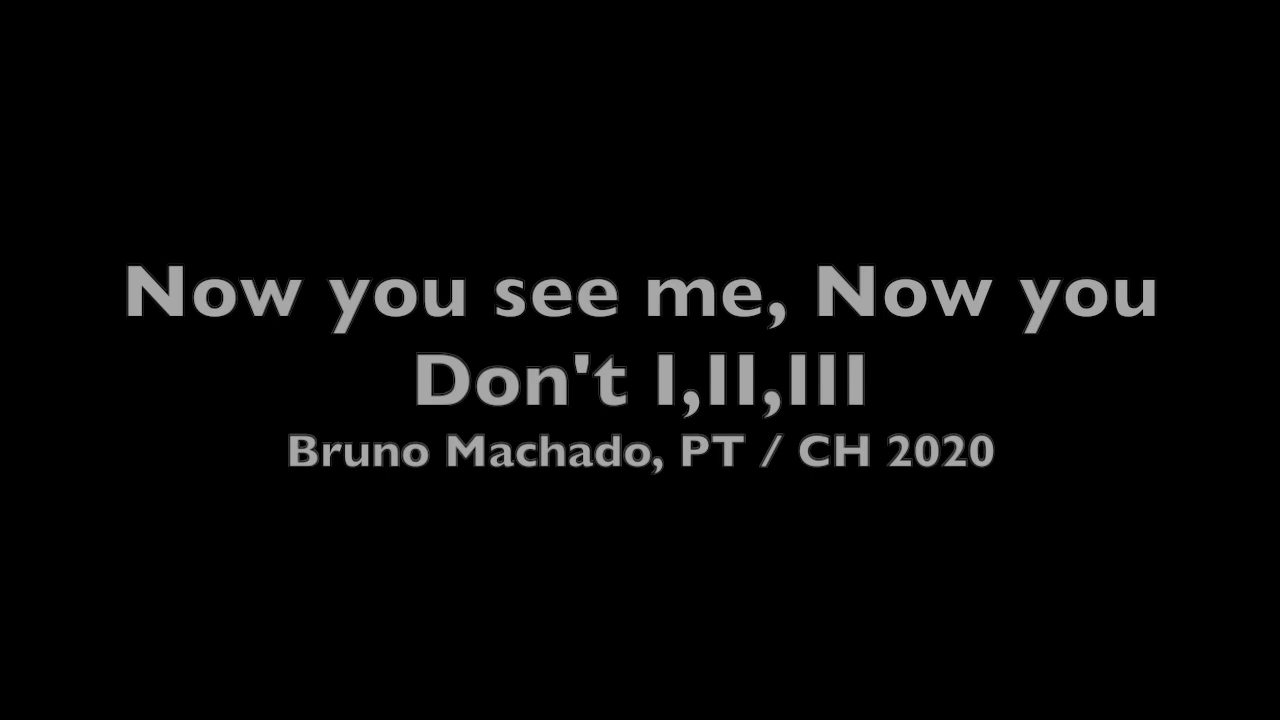 Now you see me, Now you
Don't I,II,III
Bruno Machado, PT / CH 2020